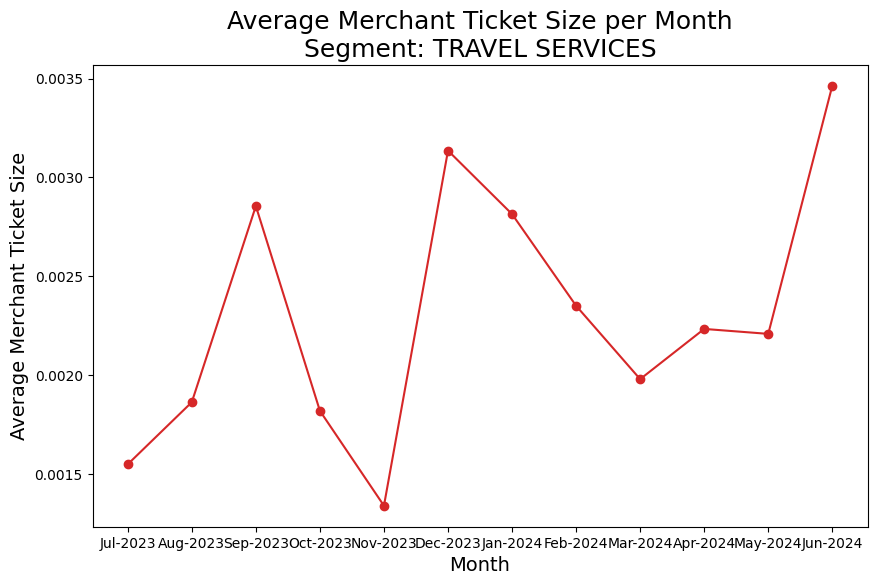 Average Merchant Ticket Size per Month
Segment: TRAVEL SERVICES
Average Merchant Ticket Size
0.0035
0.0030
0.0025
0.0020
0.0015
Jul-2023 Aug-2023 Sep-2023 Oct-2023 Nov-2023 Dec-2023 Jan-2024 Feb-2024 Mar-2024 Apr-2024 May-2024 Jun-2024
Month